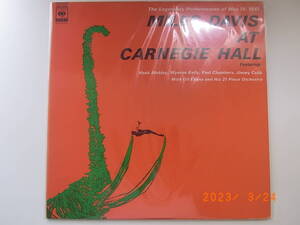 The Legendary Performances of May 19, 1961
MILES DAVIS
AT
CARNEGIE HALL
Featuring
Hank Mobley, Wynton Kelly, Paul Chambers, Jimmy Cobb
With Gil Evans and His 21 Piece Orchestra
2023/ 3/24